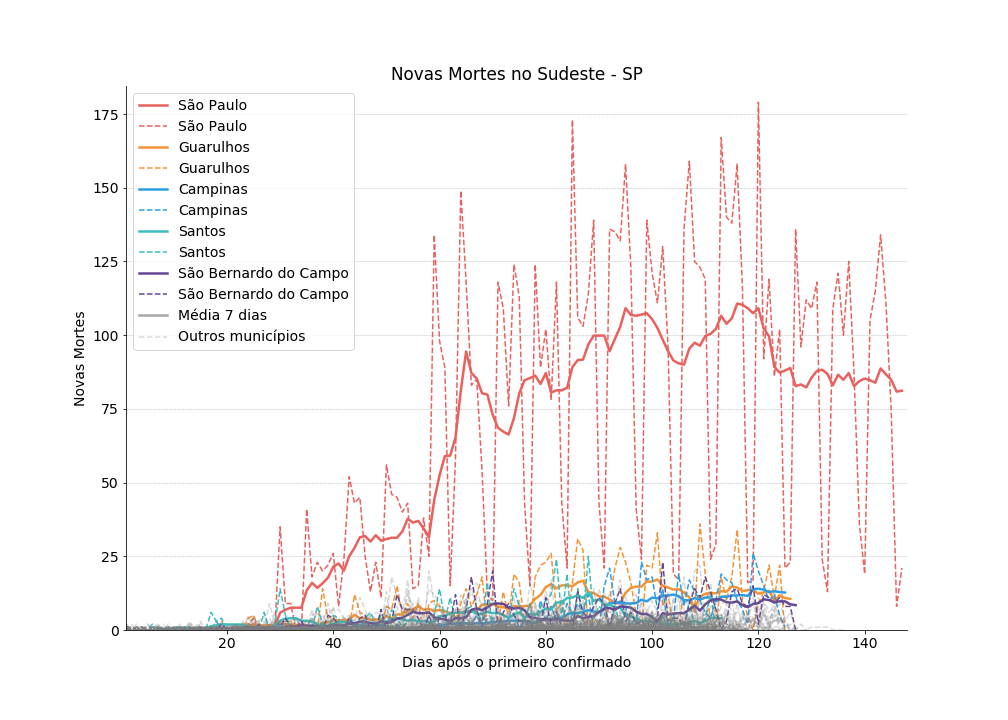 Novas Mortes no Sudeste - SP
São Paulo
São Paulo
Guarulhos
Guarulhos
Campinas
Campinas
Santos
Santos
São Bernardo do Campo
São Bernardo do Campo
Média 7 dias
Outros municípios
Novas Mortes
175
150
125
100
75
50
25
0
20 40 60 80 100 120 140
Dias após o primeiro confirmado